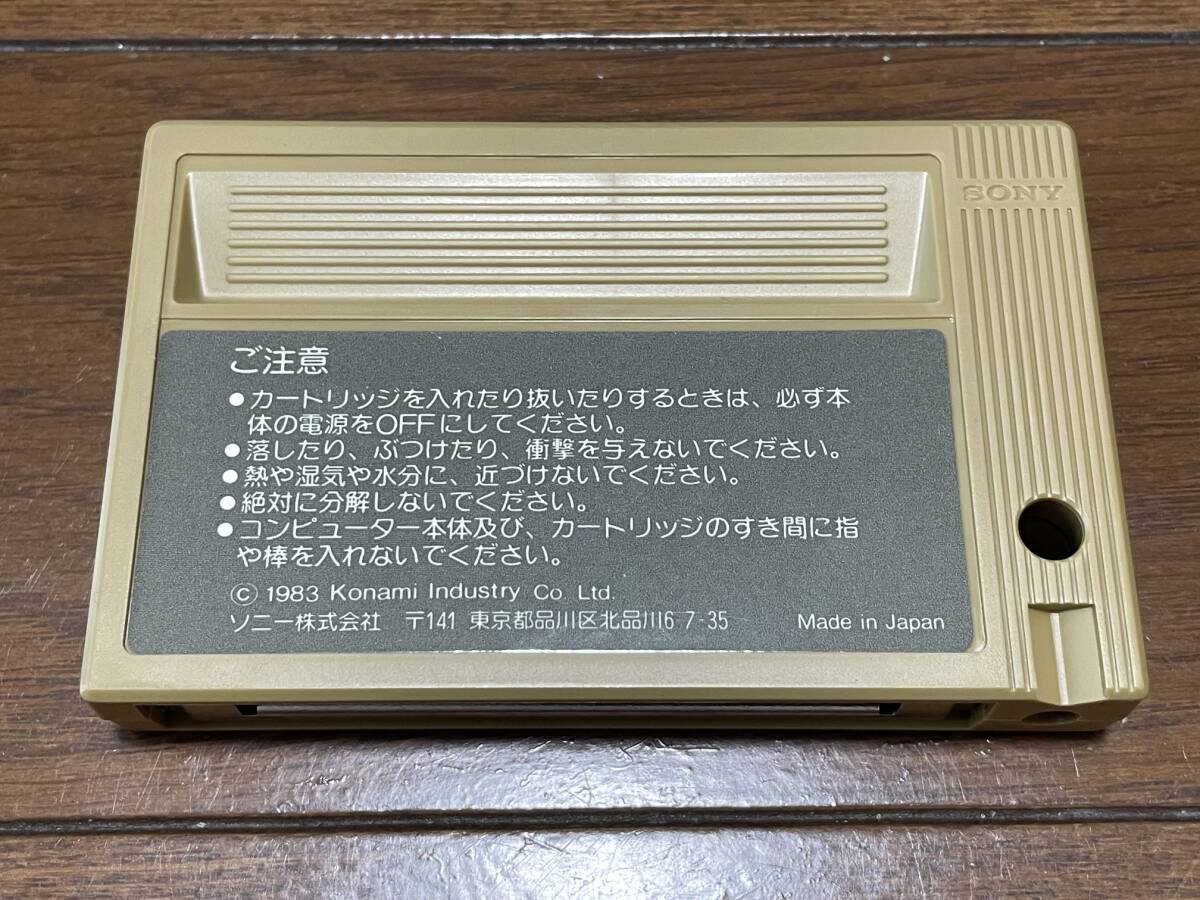 SONY
ご注意
●カートリッジを入れたり抜いたりするときは、必ず本
体の電源をOFFにしてください。
●落したり、ぶつけたり、衝撃を与えないでください。
●熱や湿気や水分に、近づけないでください。
●絶対に分解しないでください。
●コンピューター本体及び、カートリッジのすき間に指
や棒を入れないでください。
© 1983 Konami Industry Co. Ltd.
ソニー株式会社 〒141 東京都品川区北品川6 7-35 Made in Japan